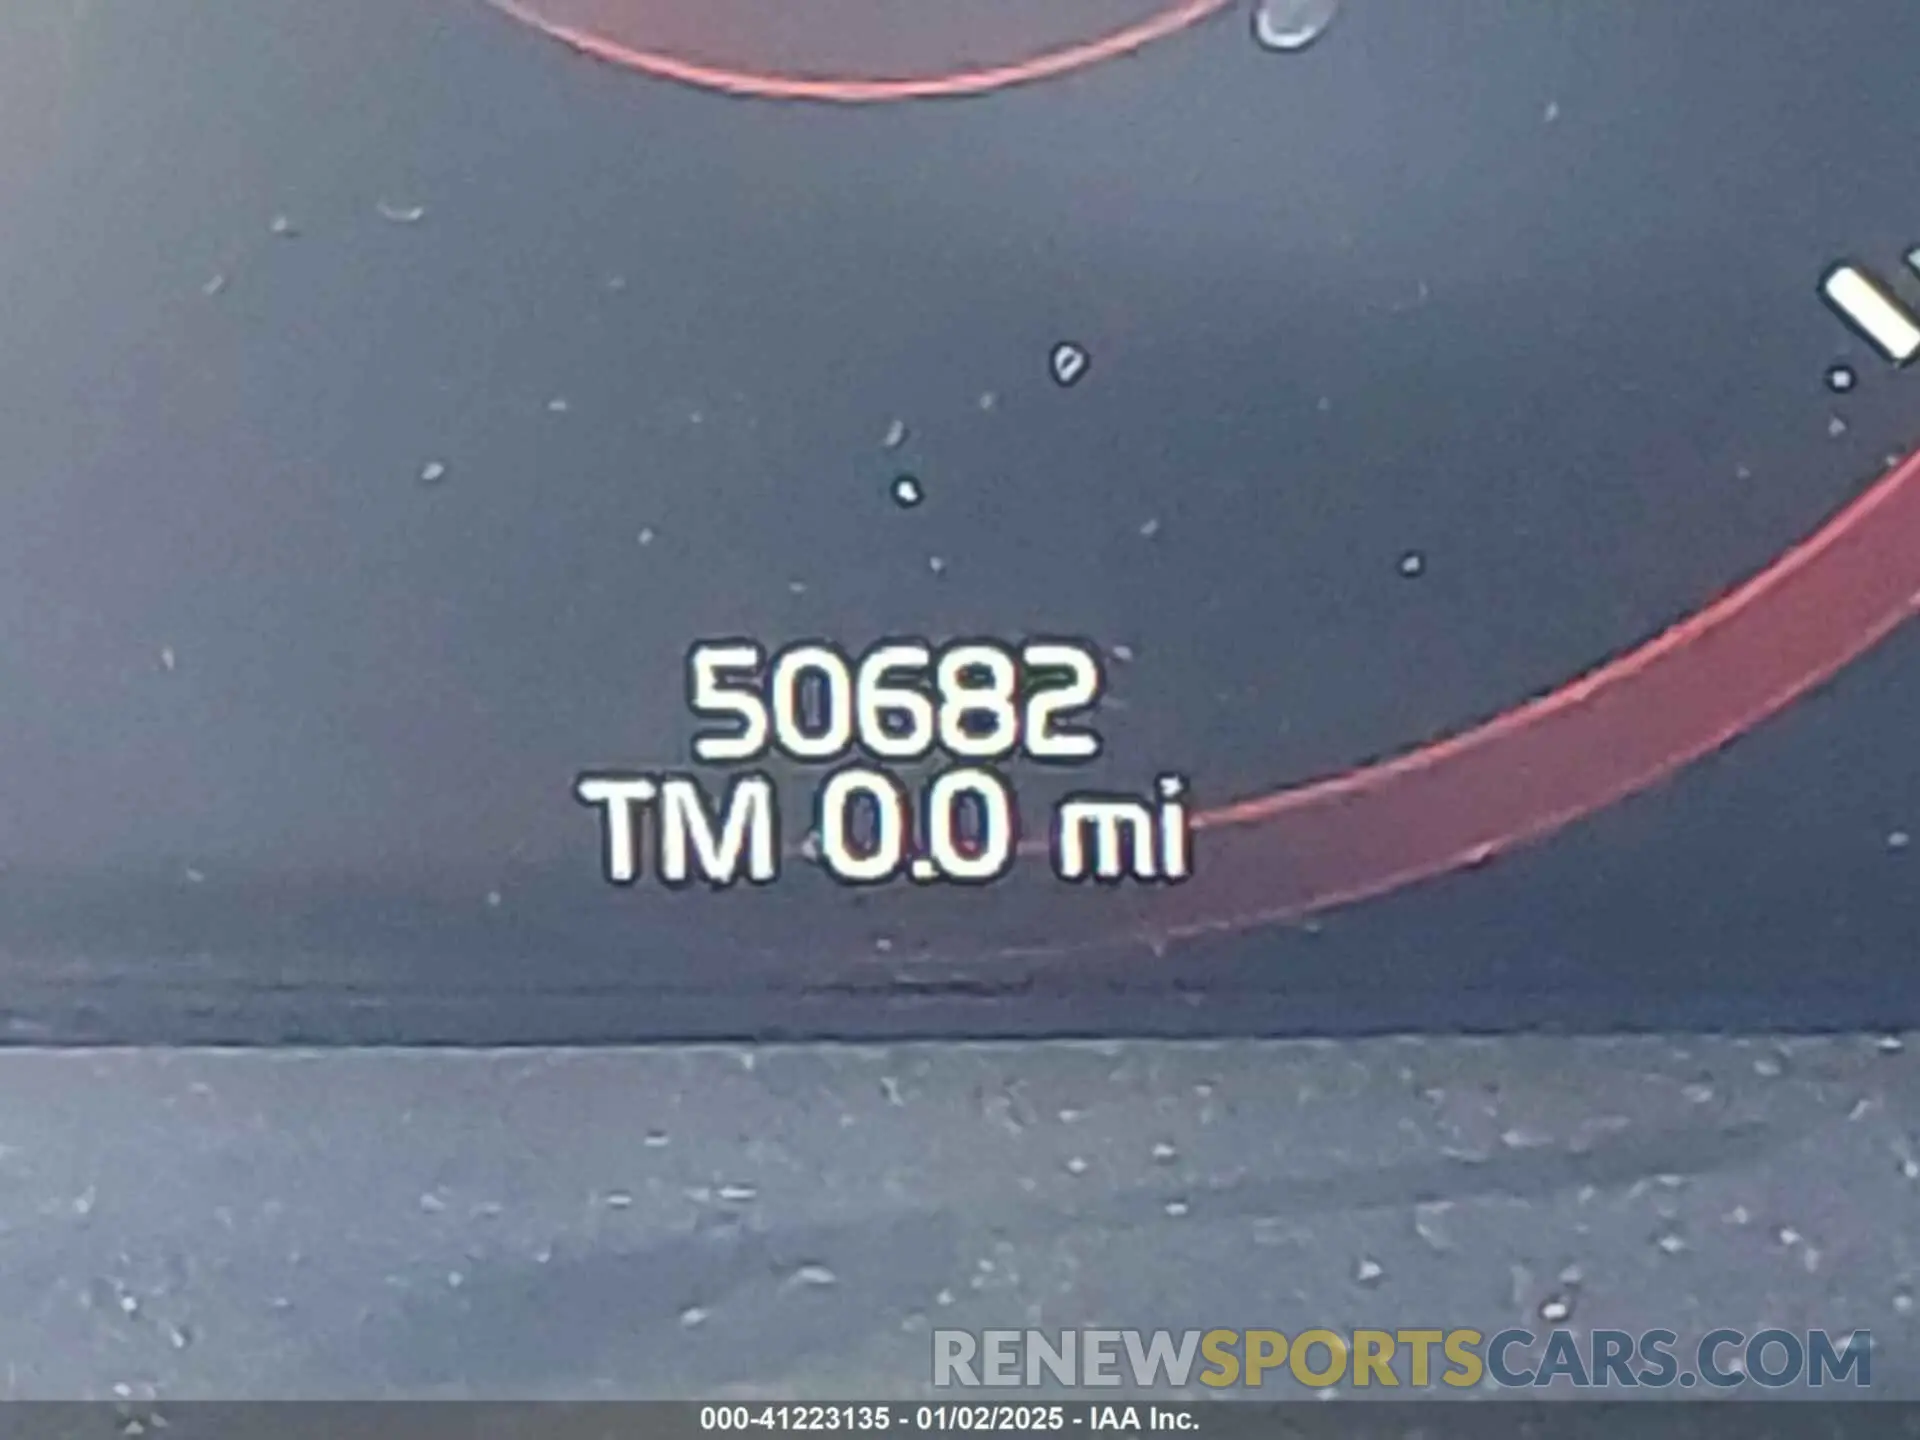 50682
TM 0.0 mi
RENEWSPORTSCARS.COM
000-41223135 - 01/02/2025 - IAA Inc.